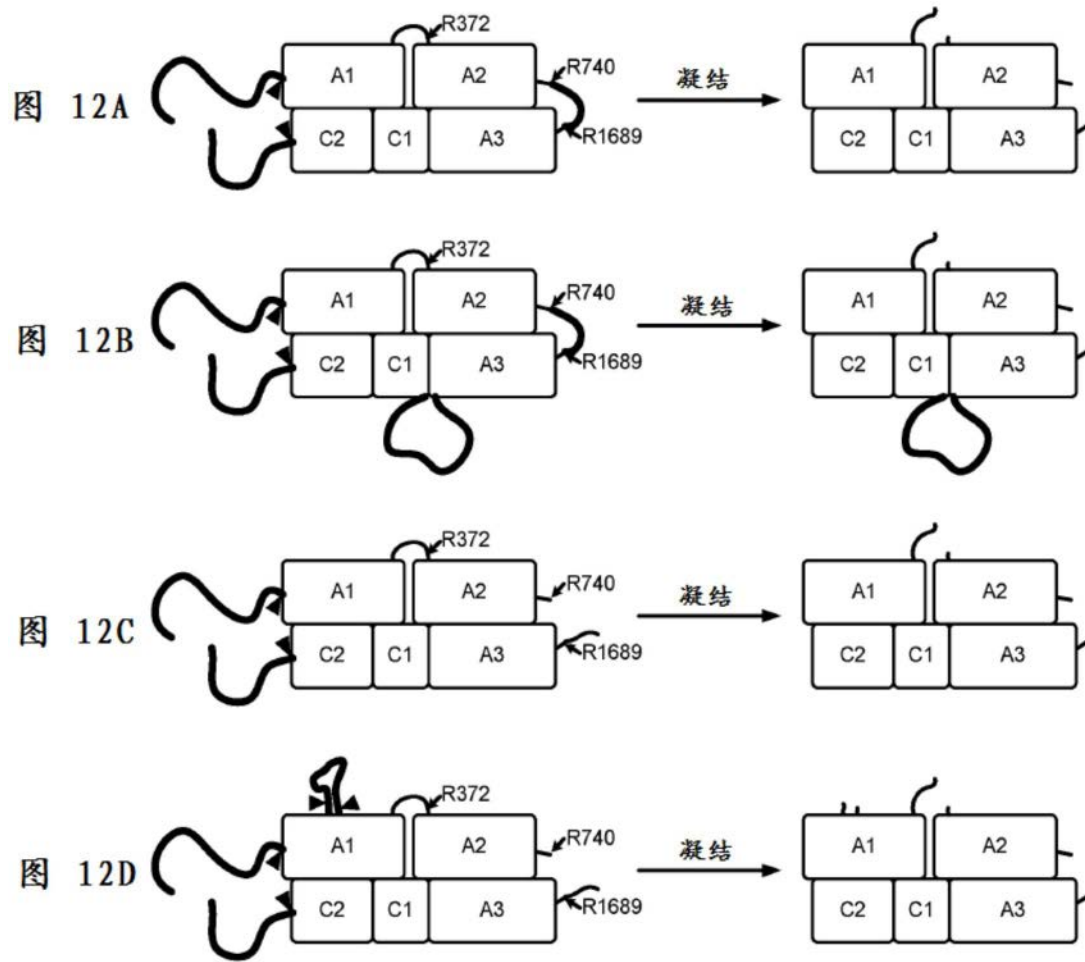 R372
A1 A2 R740
图 12A 凝结 A1 A2
C2 C1 A3 R1689 C2 C1 A3
R372
A1 A2 R740
图 12B 凝结 A1 A2
C2 C1 A3 R1689 C2 C1 A3
R372
A1 A2 R740
图 12C 凝结 A1 A2
C2 C1 A3 R1689 C2 C1 A3
R372
A1 A2 R740
图 12D 凝结 A1 A2
C2 C1 A3 R1689 C2 C1 A3